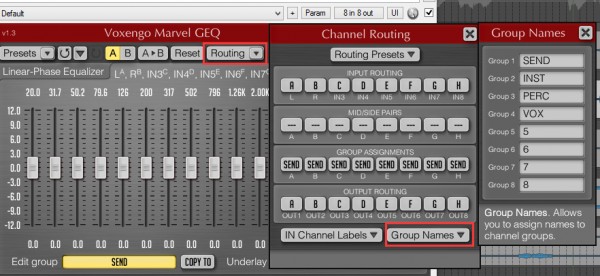 Default
+ Param 8 in 8 out UI
v1.3 Voxengo Marvel GEQ
Presets A B A▸B Reset Routing
Linear-Phase Equalizer L^A, R^B, IN3^C, IN4^D, IN5^E, IN6^F, IN7^G
20.0 31.7 50.2 79.6 126 200 317 502 796 1.26K 2.00K
12.0
9.0
6.0
3.0
0.0
-3.0
-6.0
-9.0
-12.0
0.0 0.0 0.0 0.0 0.0 0.0 0.0 0.0 0.0 0.0 0.0
Edit group SEND COPY TO Underlay
Channel Routing
Routing Presets
INPUT ROUTING
A B C D E F G H
L R IN3 IN4 IN5 IN6 IN7 IN8
MID/SIDE PAIRS
--- --- --- --- --- --- --- ---
A B C D E F G H
GROUP ASSIGNMENTS
SEND SEND SEND SEND SEND SEND SEND SEND
A B C D E F G H
OUTPUT ROUTING
A B C D E F G H
OUT1 OUT2 OUT3 OUT4 OUT5 OUT6 OUT7 OUT8
IN Channel Labels Group Names
Group Names
Group 1 SEND
Group 2 INST
Group 3 PERC
Group 4 VOX
Group 5 5
Group 6 6
Group 7 7
Group 8 8
Group Names. Allows
you to assign names to
channel groups.